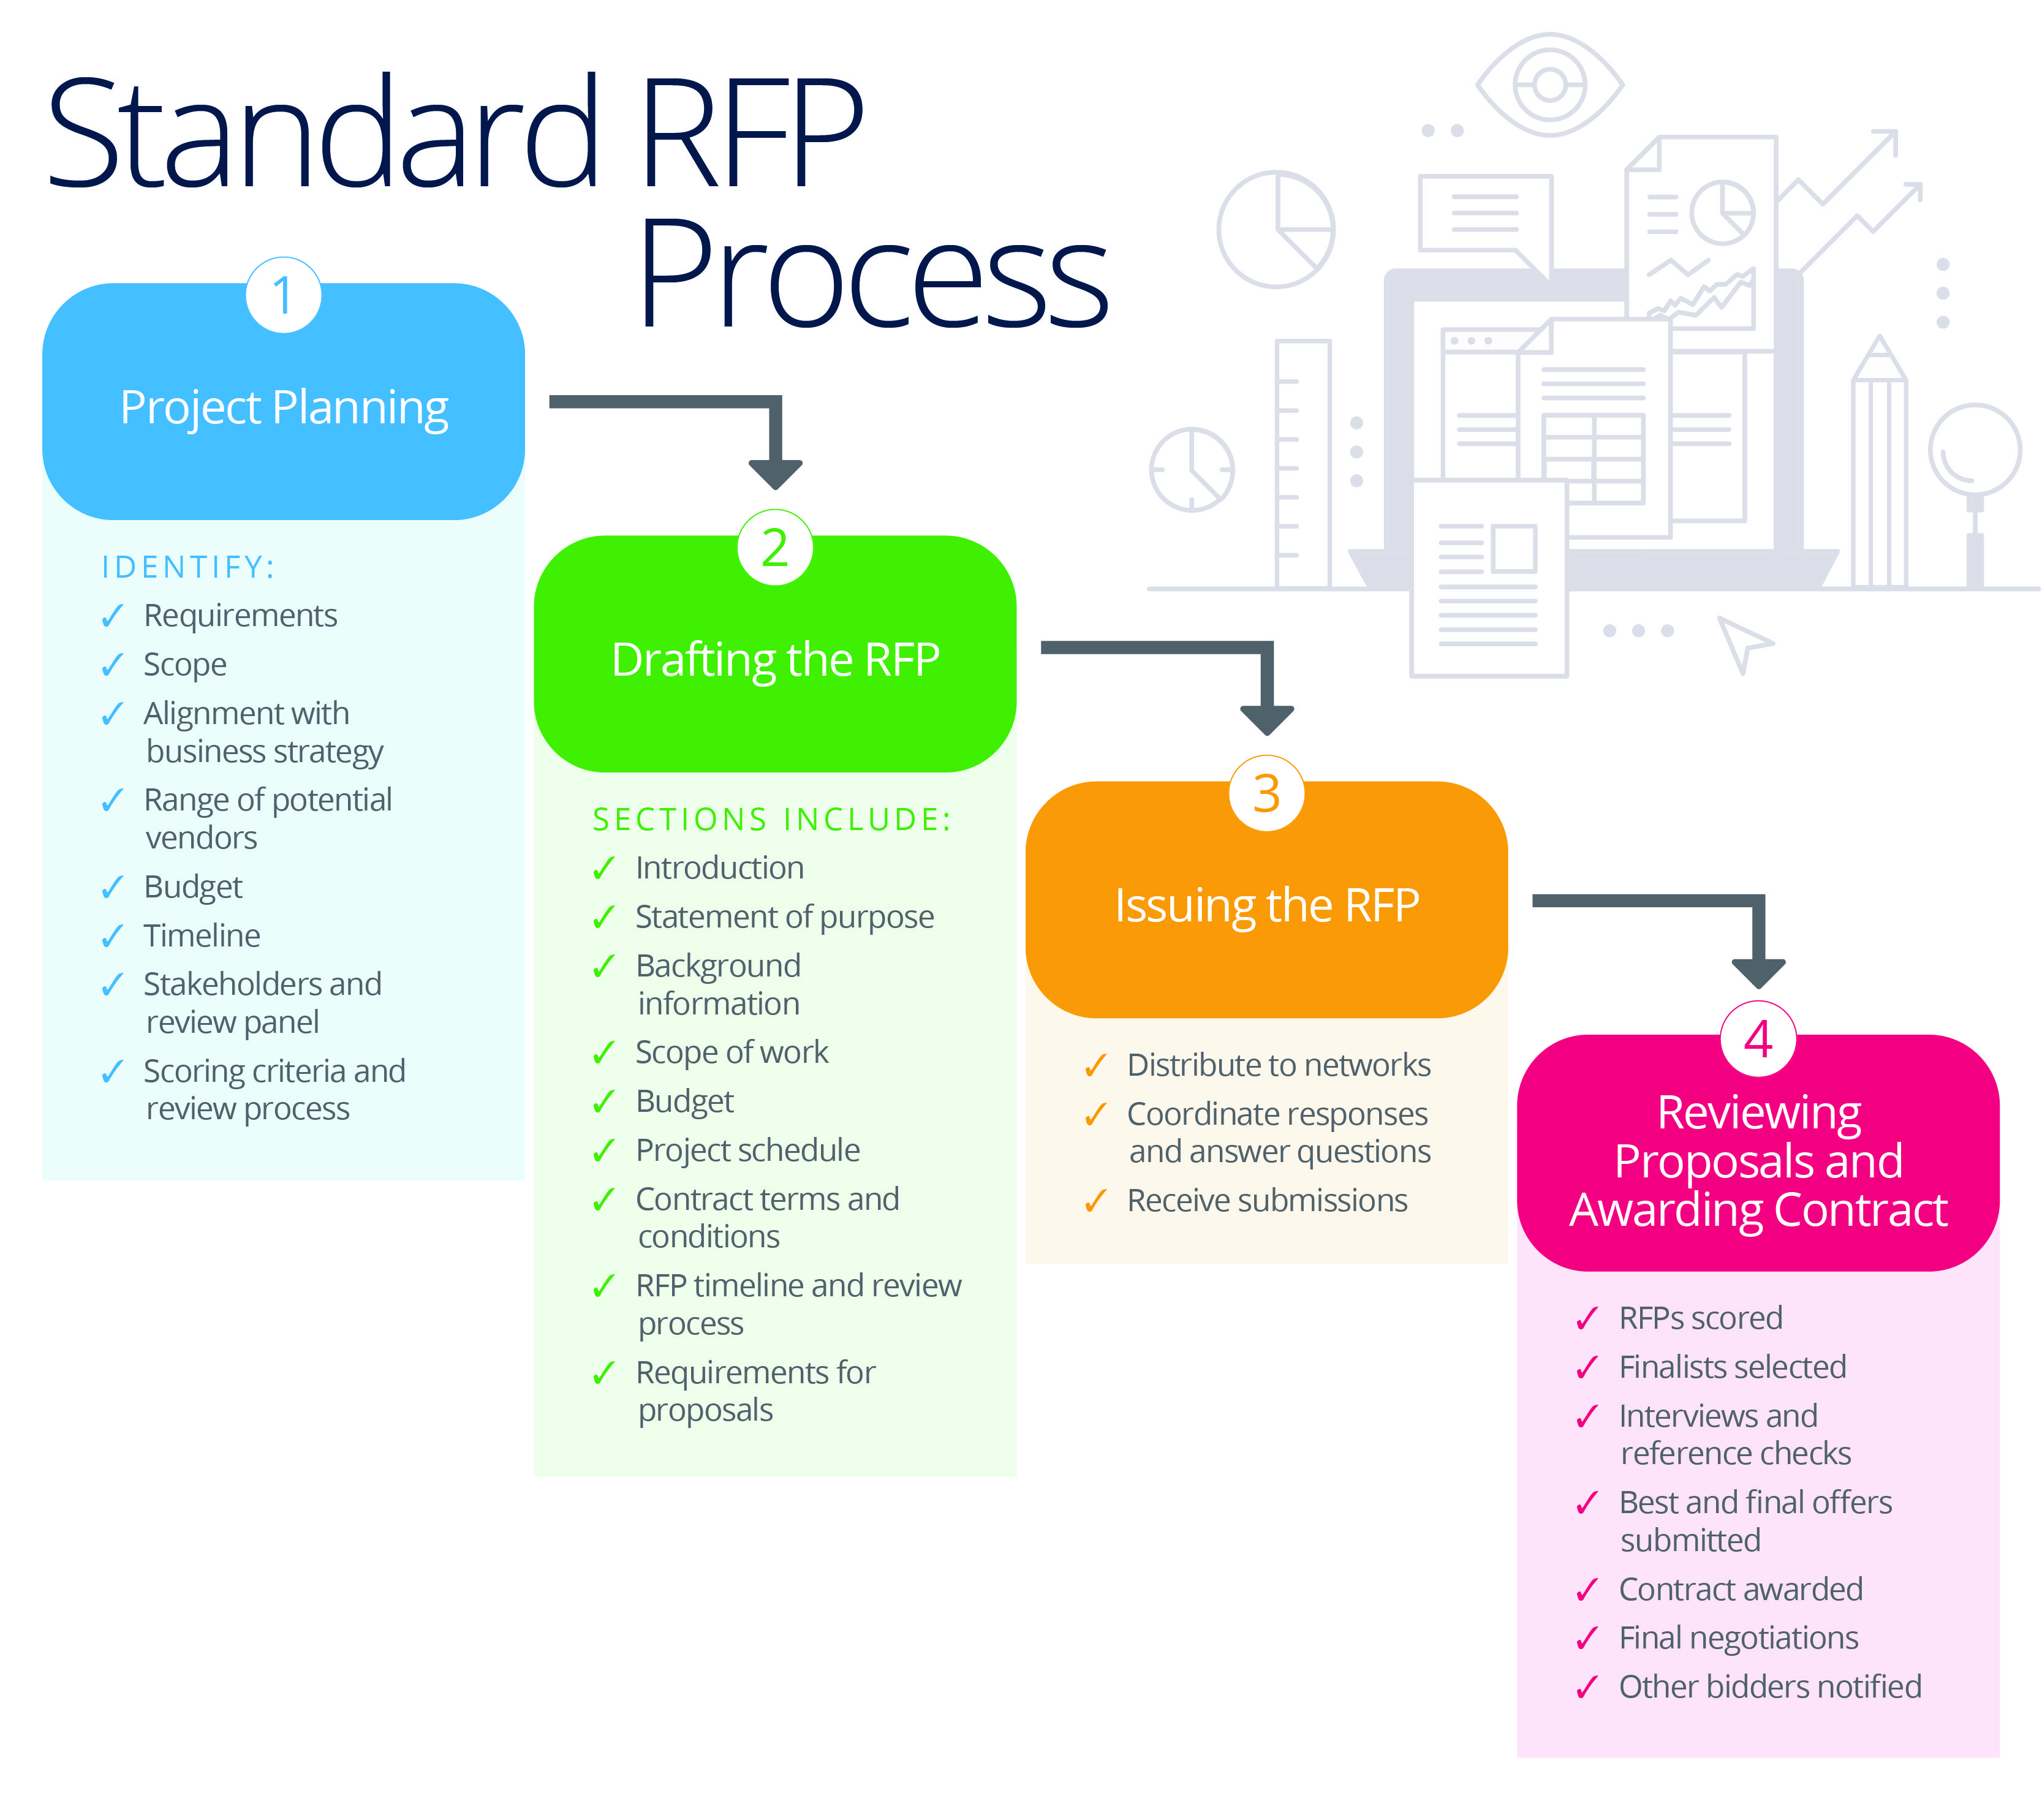 Standard RFP
Process
1
Project Planning
IDENTIFY:
✓ Requirements
✓ Scope
✓ Alignment with
business strategy
✓ Range of potential
vendors
✓ Budget
✓ Timeline
✓ Stakeholders and
review panel
✓ Scoring criteria and
review process
2
Drafting the RFP
SECTIONS INCLUDE:
✓ Introduction
✓ Statement of purpose
✓ Background
information
✓ Scope of work
✓ Budget
✓ Project schedule
✓ Contract terms and
conditions
✓ RFP timeline and review
process
✓ Requirements for
proposals
3
Issuing the RFP
✓ Distribute to networks
✓ Coordinate responses
and answer questions
✓ Receive submissions
4
Reviewing
Proposals and
Awarding Contract
✓ RFPs scored
✓ Finalists selected
✓ Interviews and
reference checks
✓ Best and final offers
submitted
✓ Contract awarded
✓ Final negotiations
✓ Other bidders notified